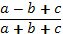 a − b + c
a + b + c